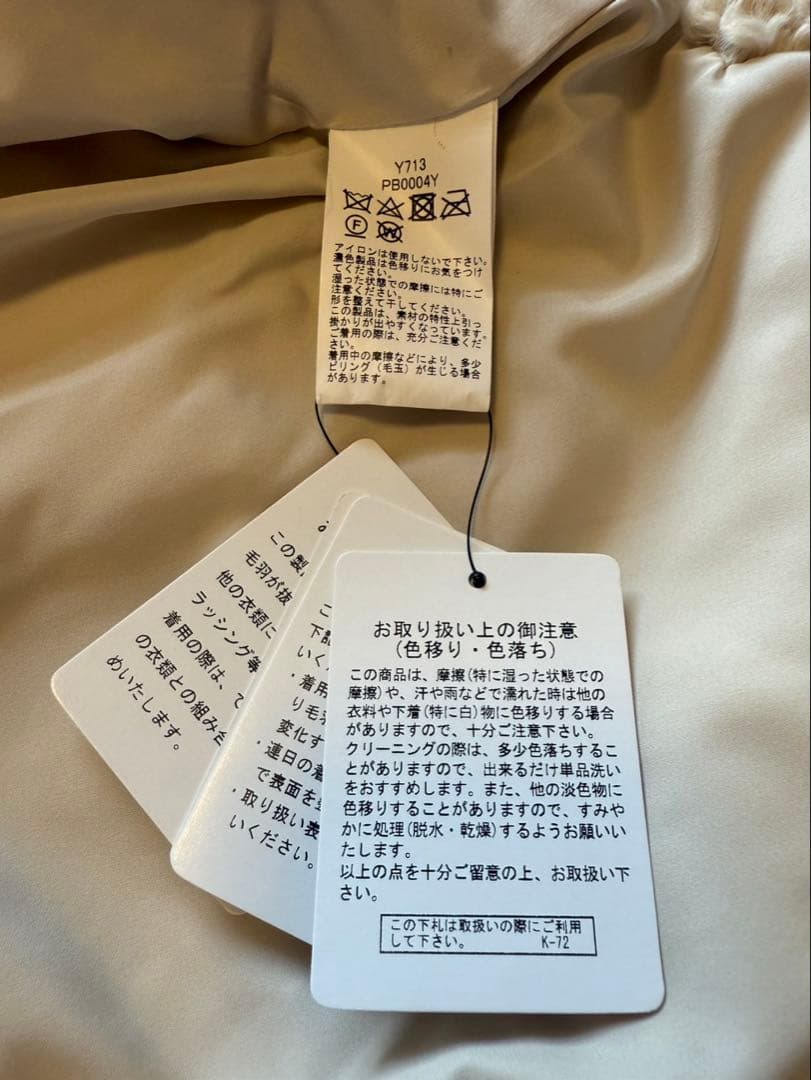 Y713
PB0004Y
F
W
アイロンは使用しないで下さい。
濃色製品は色移りにお気をつけ
てください。
湿った状態での摩擦には特にご
注意ください。
形を整えて干してください。
この製品は、素材の特性上引っ
掛かりが出やすくなっています。
ご着用の際は、充分ご注意くだ
さい。
着用中の摩擦などにより、多少
ピリング（毛玉）が生じる場合
があります。
この製
毛羽が抜
他の衣類に
ラッシング等
着用の際は、
の衣類との組み合
めいたします。
こ
下記
いく
・着用
り毛羽
変化す
・連日の着
で表面を
・取り扱い表
いください。
お取り扱い上の御注意
(色移り・色落ち)
この商品は、摩擦(特に湿った状態での
摩擦)や、汗や雨などで濡れた時は他の
衣料や下着(特に白)物に色移りする場合
がありますので、十分ご注意下さい。
クリーニングの際は、多少色落ちするこ
とがありますので、出来るだけ単品洗い
をおすすめします。また、他の淡色物に
色移りすることがありますので、すみや
かに処理(脱水・乾燥)するようお願いい
たします。
以上の点を十分ご留意の上、お取扱い下
さい。
この下札は取扱いの際にご利用
して下さい。 K-72